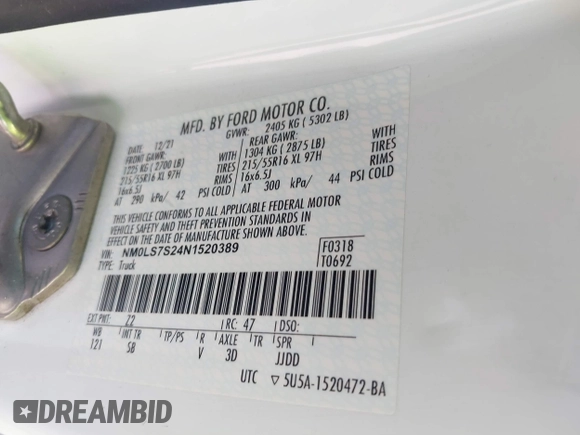 MFD. BY FORD MOTOR CO.
DATE 12/21 GVWR: 2405 KG ( 5302 LB)
FRONT GAWR: REAR GAWR:
1225 KG ( 2700 LB) WITH 1304 KG ( 2875 LB) WITH
215/55R16 XL 97H TIRES 215/55R16 XL 97H TIRES
16x6.5J RIMS 16x6.5J RIMS
AT 290 kPa/ 42 PSI COLD AT 300 kPa/ 44 PSI COLD
THIS VEHICLE CONFORMS TO ALL APPLICABLE FEDERAL MOTOR
VEHICLE SAFETY AND THEFT PREVENTION STANDARDS IN
EFFECT ON THE DATE OF MANUFACTURE SHOWN ABOVE.
VIN: NM0LS7S24N1520389 F0318
TYPE: Truck T0692
EXT PNT: Z2 RC: 47 DSO:
WB INT TR TP/PS R AXLE TR SPR
121 SB V 3D JJDD
UTC ▽ 5U5A-1520472-BA
DREAMBID